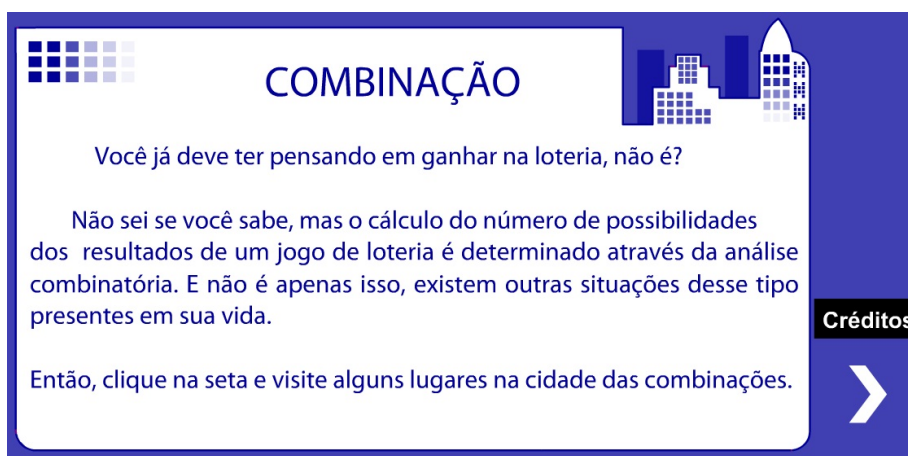 COMBINAÇÃO
Você já deve ter pensando em ganhar na loteria, não é?
Não sei se você sabe, mas o cálculo do número de possibilidades
dos resultados de um jogo de loteria é determinado através da análise
combinatória. E não é apenas isso, existem outras situações desse tipo
presentes em sua vida.
Créditos
Então, clique na seta e visite alguns lugares na cidade das combinações.